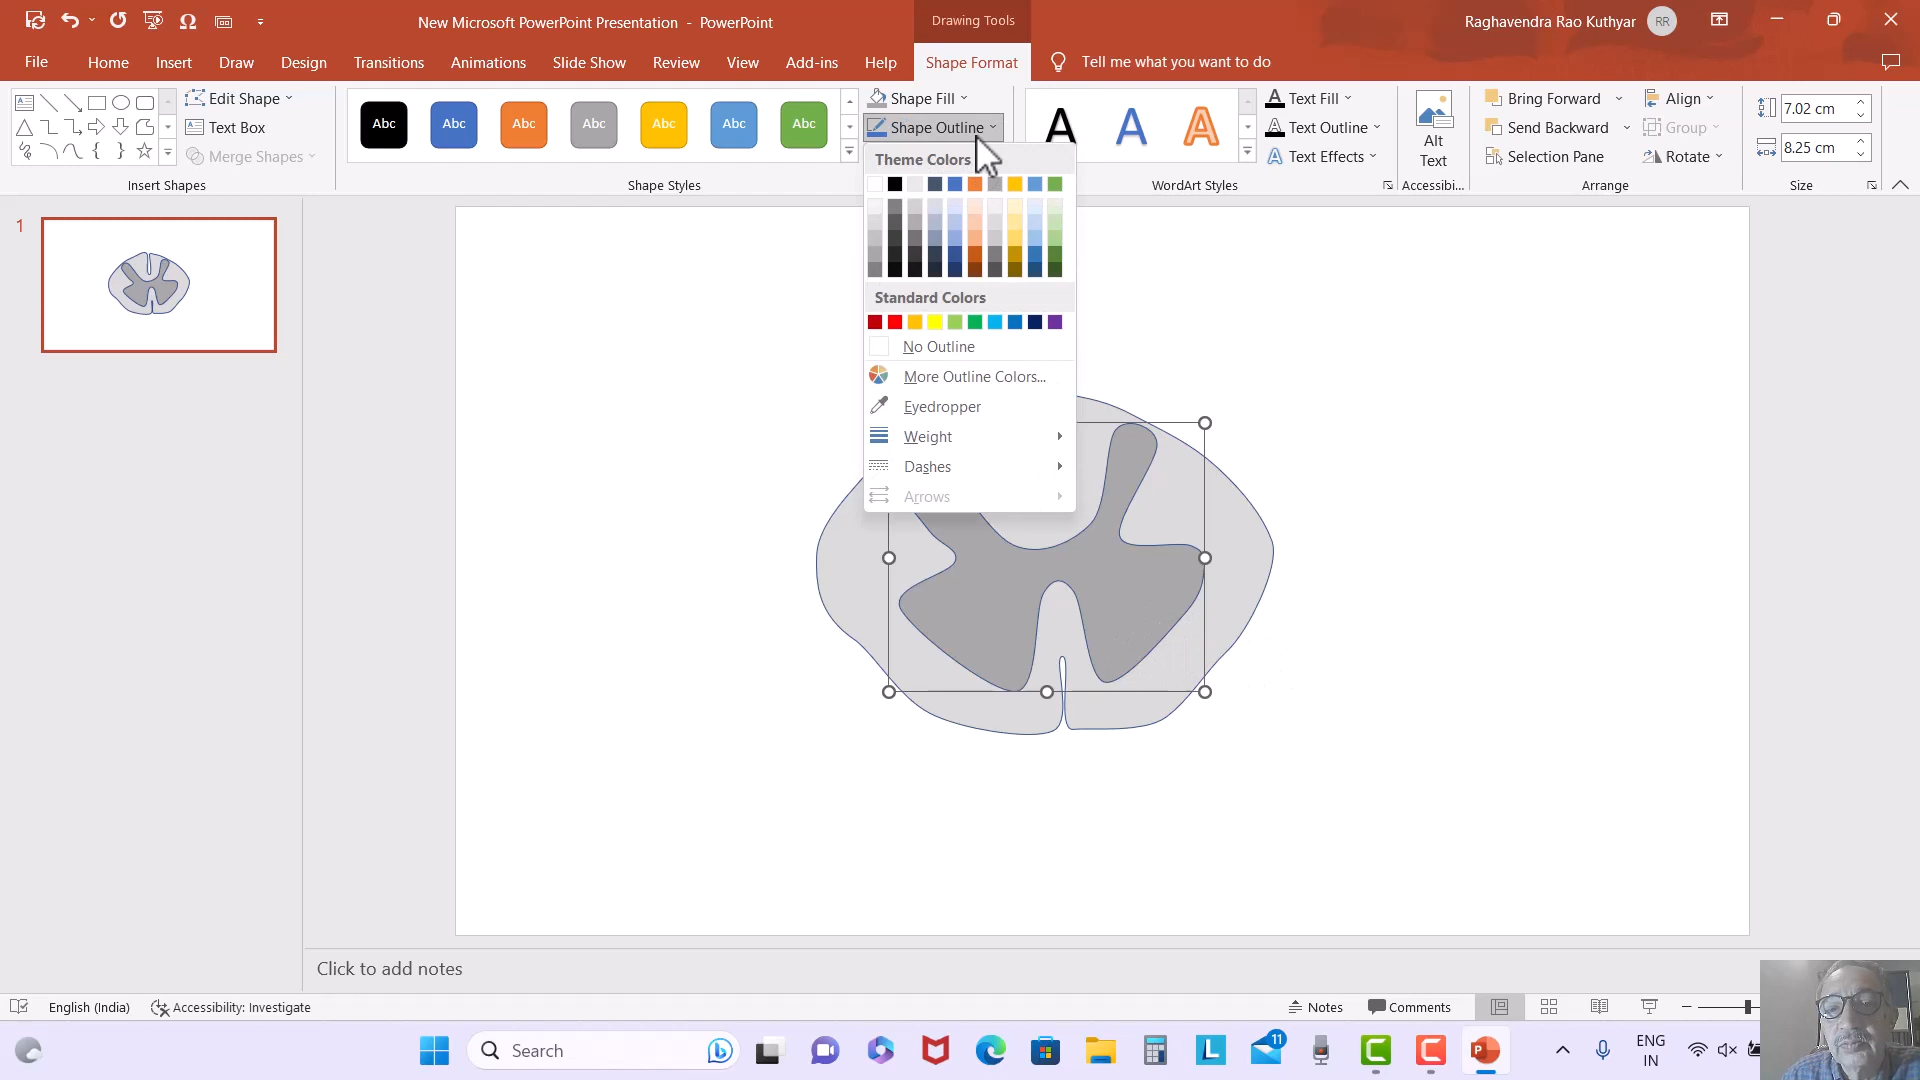 New Microsoft PowerPoint Presentation - PowerPoint
Drawing Tools
Raghavendra Rao Kuthyar
RR
File Home Insert Draw Design Transitions Animations Slide Show Review View Add-ins Help Shape Format Tell me what you want to do
Edit Shape
Text Box
Merge Shapes
Insert Shapes
Abc Abc Abc Abc Abc Abc Abc
Shape Styles
Shape Fill
Shape Outline
A A A
WordArt Styles
Text Fill
Text Outline
Text Effects
Alt
Text
Accessibi...
Bring Forward
Send Backward
Selection Pane
Align
Group
Rotate
Arrange
7.02 cm
8.25 cm
Size
Theme Colors
Standard Colors
No Outline
More Outline Colors...
Eyedropper
Weight
Dashes
Arrows
1
Click to add notes
English (India)
Accessibility: Investigate
Notes
Comments
Search
11
ENG
IN